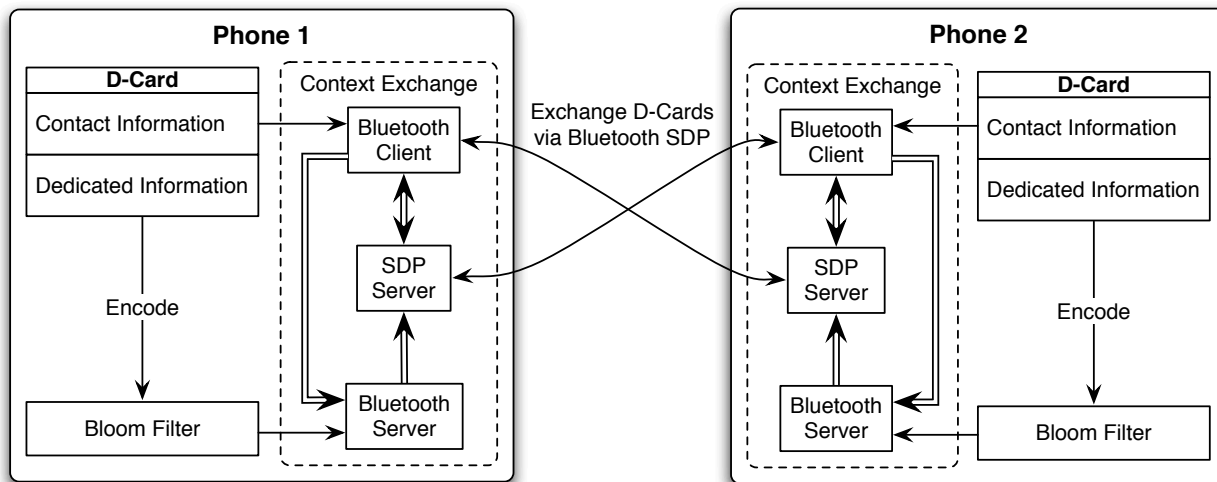 Phone 1
D-Card
Contact Information
Dedicated Information
Encode
Bloom Filter
Context Exchange
Bluetooth
Client
SDP
Server
Bluetooth
Server
Exchange D-Cards
via Bluetooth SDP
Phone 2
Context Exchange
Bluetooth
Client
SDP
Server
Bluetooth
Server
D-Card
Contact Information
Dedicated Information
Encode
Bloom Filter